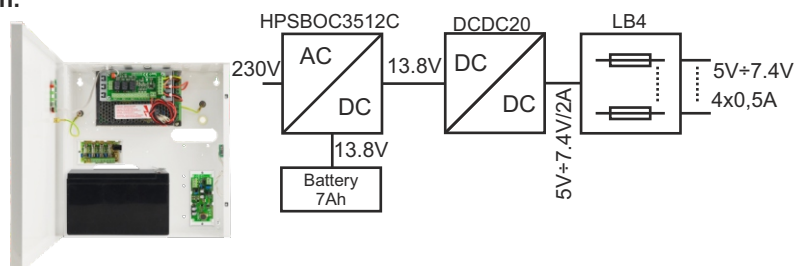 n.
HPSBOC3512C
DCDC20
LB4
AC
DC
230V
13.8V
DC
DC
5V÷7.4V/2A
5V÷7.4V
4x0,5A
13.8V
Battery
7Ah